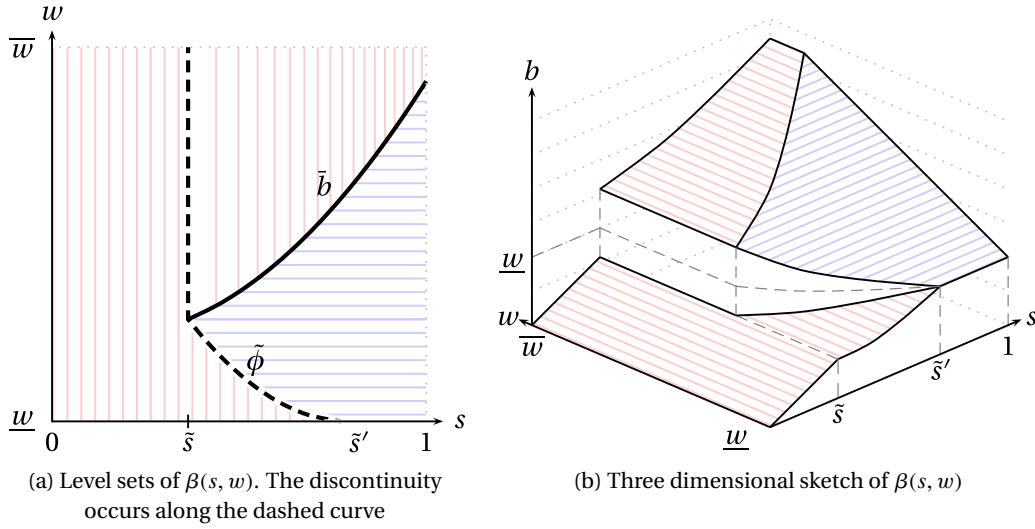 w
w̅
b̄
ϕ̃
w̲
0
s̃
s̃′
1
s
(a) Level sets of β(s, w). The discontinuity
occurs along the dashed curve
b
w̲
w
w̅
s
1
s̃′
s̃
w̲
(b) Three dimensional sketch of β(s, w)